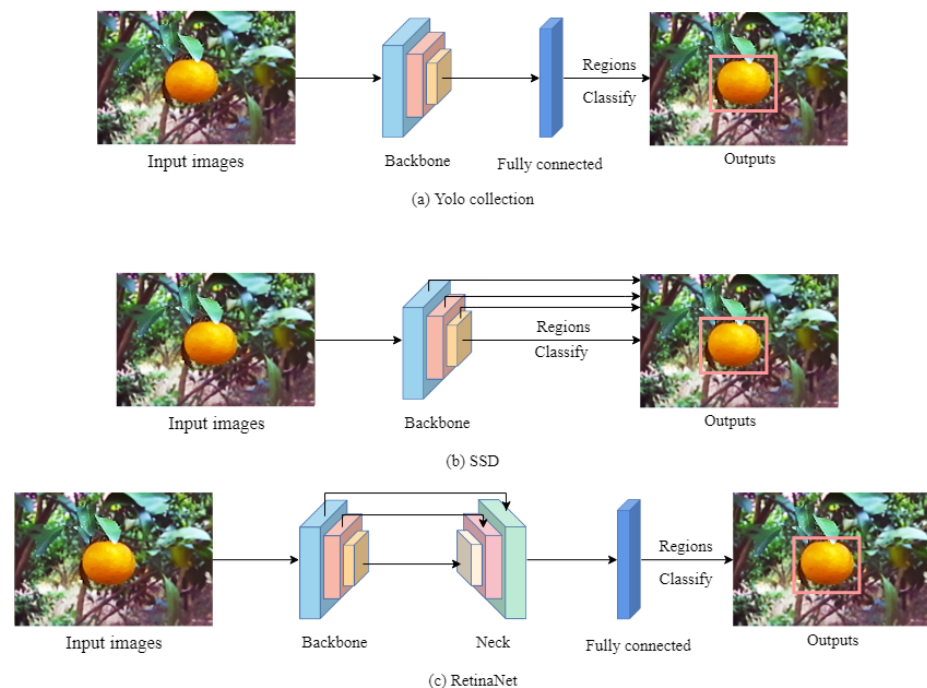 Input images
Backbone
Fully connected
Regions
Classify
Outputs
(a) Yolo collection
Input images
Backbone
Regions
Classify
Outputs
(b) SSD
Input images
Backbone
Neck
Fully connected
Regions
Classify
Outputs
(c) RetinaNet